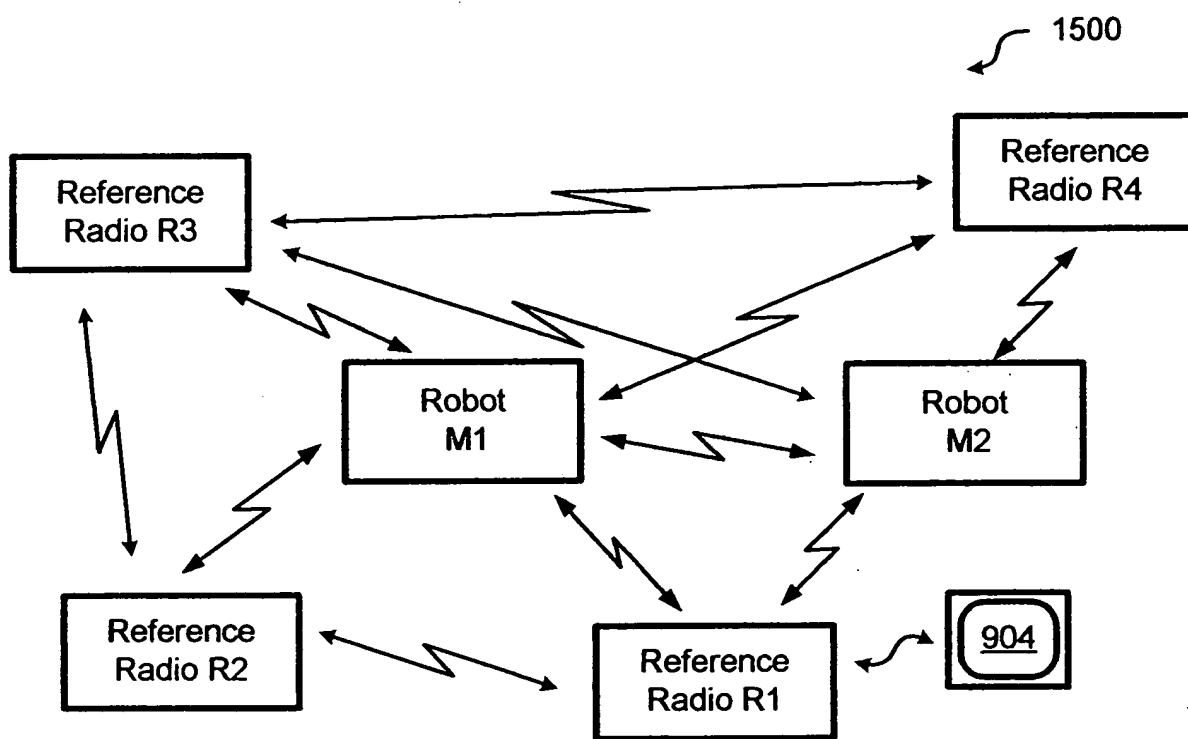 1500
Reference
Radio R4
Reference
Radio R3
Robot
M1
Robot
M2
Reference
Radio R2
Reference
Radio R1
904